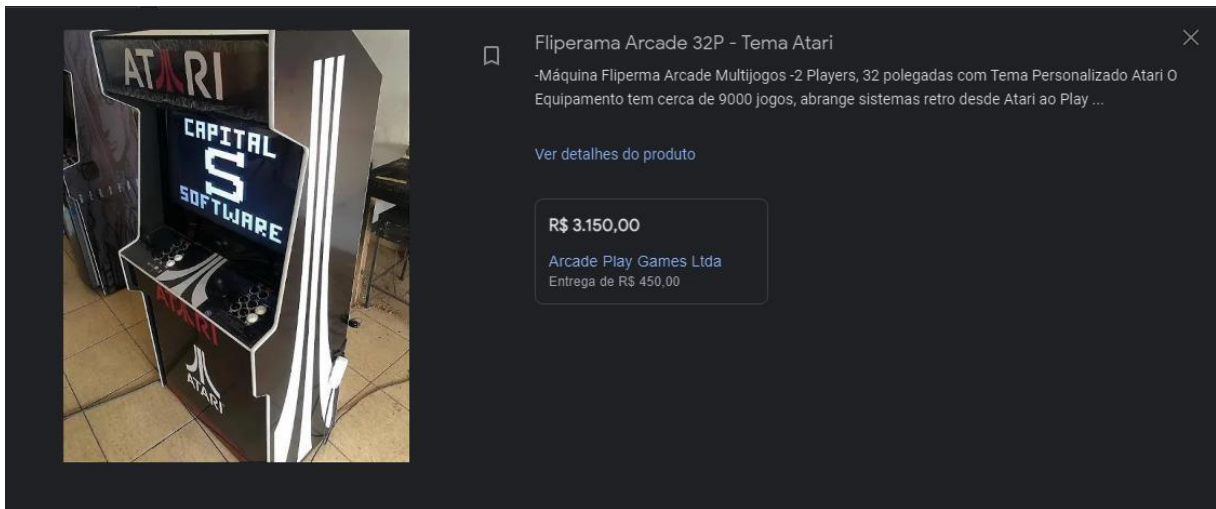 ATARI
CAPITAL
S
SOFTWARE
ATARI
ATARI
Fliperama Arcade 32P - Tema Atari
-Máquina Fliperma Arcade Multijogos -2 Players, 32 polegadas com Tema Personalizado Atari O
Equipamento tem cerca de 9000 jogos, abrange sistemas retro desde Atari ao Play ...
Ver detalhes do produto
R$ 3.150,00
Arcade Play Games Ltda
Entrega de R$ 450,00